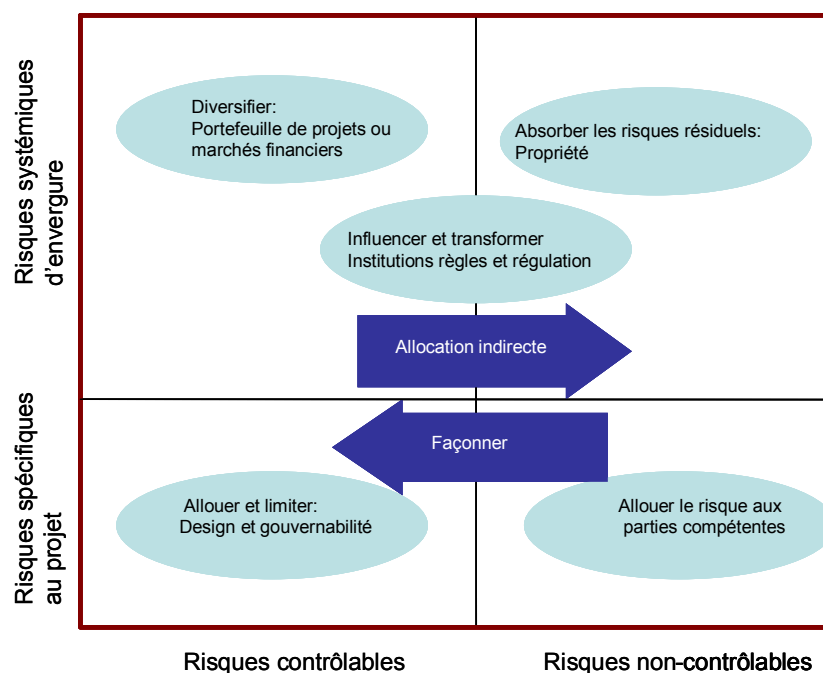 Risques systémiques
d'envergure
Diversifier:
Portefeuille de projets ou
marchés financiers
Absorber les risques résiduels:
Propriété
Influencer et transformer
Institutions règles et régulation
Allocation indirecte
Risques spécifiques
au projet
Façonner
Allouer et limiter:
Design et gouvernabilité
Allouer le risque aux
parties compétentes
Risques contrôlables
Risques non-contrôlables